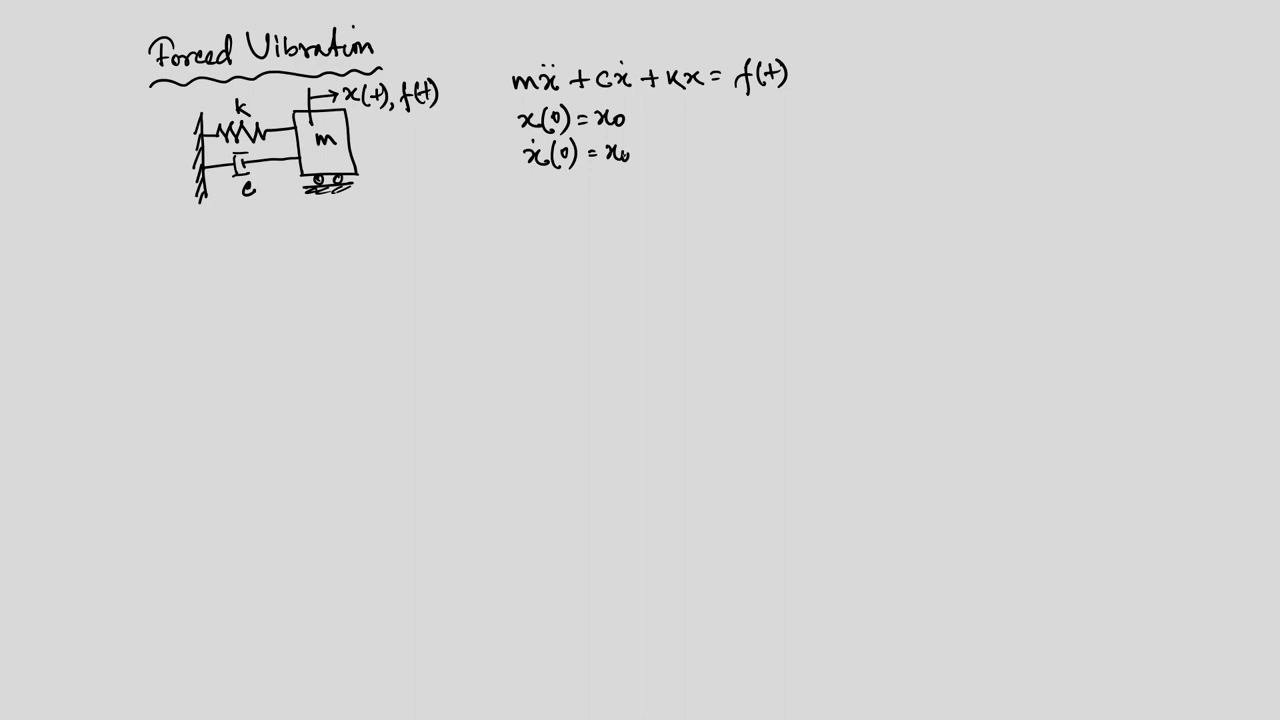 Forced Vibration
x(t), f(t)
k
m
c
mẍ + cẋ + kx = f(t)
x(0) = x₀
ẋ(0) = x₀